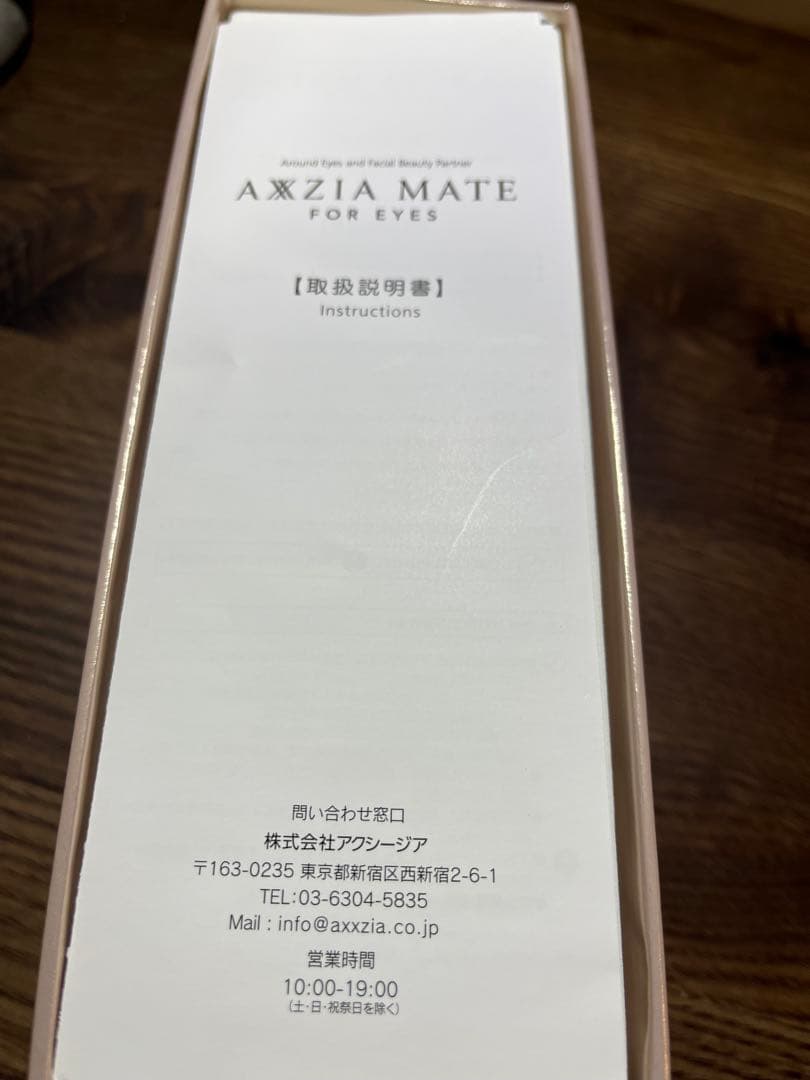 Around Eyes and Facial Beauty Partner
AXXZIA MATE
FOR EYES
【取扱説明書】
Instructions
問い合わせ窓口
株式会社アクシージア
〒163-0235 東京都新宿区西新宿2-6-1
TEL:03-6304-5835
Mail : info@axxzia.co.jp
営業時間
10:00-19:00
(土・日・祝祭日を除く)